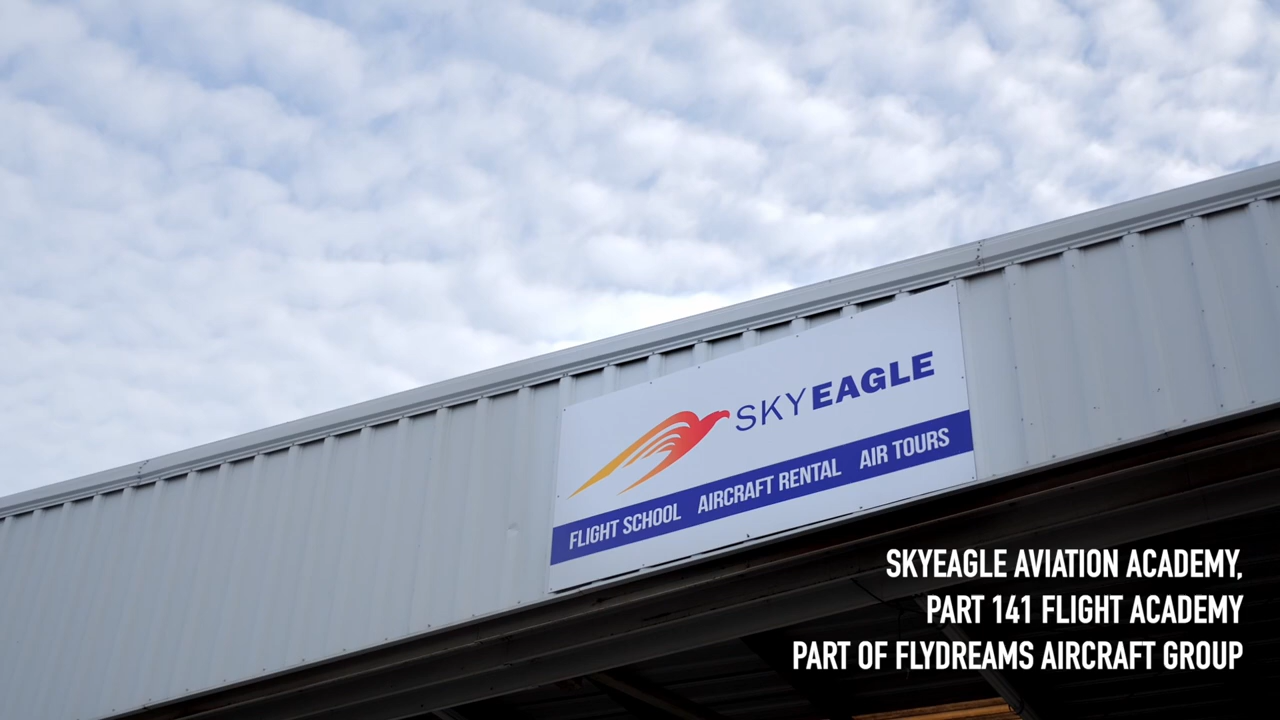 SKYEAGLE
FLIGHT SCHOOL AIRCRAFT RENTAL AIR TOURS
SKYEAGLE AVIATION ACADEMY,
PART 141 FLIGHT ACADEMY
PART OF FLYDREAMS AIRCRAFT GROUP